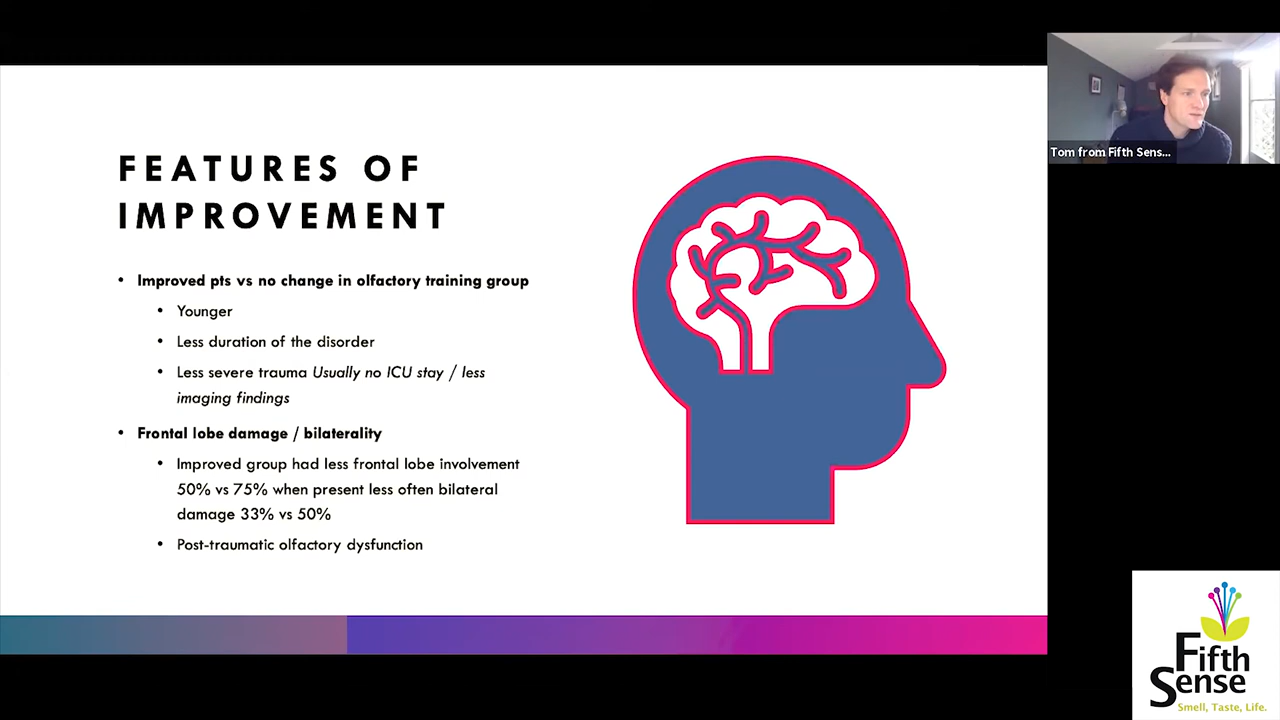 FEATURES OF
IMPROVEMENT
• Improved pts vs no change in olfactory training group
• Younger
• Less duration of the disorder
• Less severe trauma Usually no ICU stay / less
imaging findings
• Frontal lobe damage / bilaterality
• Improved group had less frontal lobe involvement
50% vs 75% when present less often bilateral
damage 33% vs 50%
• Post-traumatic olfactory dysfunction
Tom from Fifth Sens...
Fifth
Sense
Smell, Taste, Life.